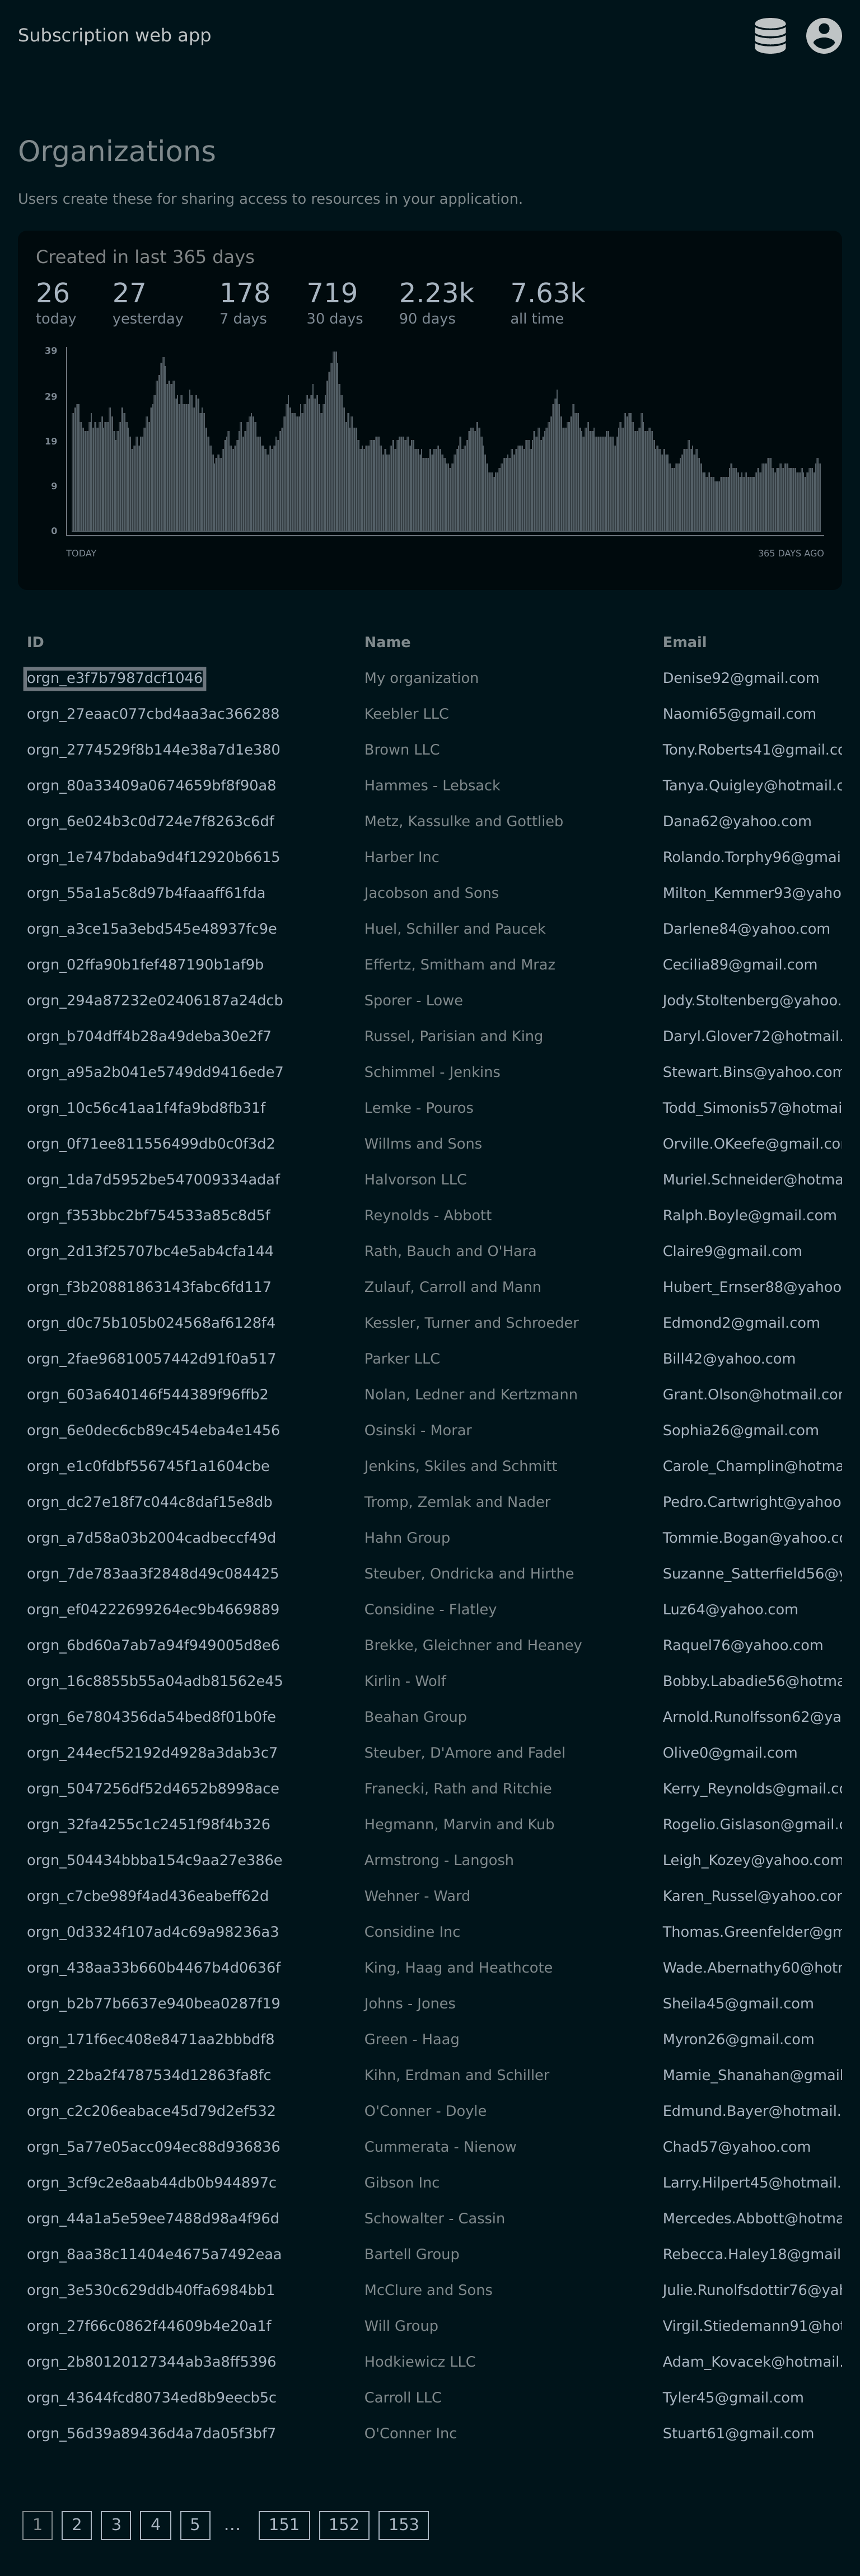 Subscription web app
Organizations
Users create these for sharing access to resources in your application.
Created in last 365 days
26 27 178 719 2.23k 7.63k
today yesterday 7 days 30 days 90 days all time
39
29
19
9
0
TODAY 365 DAYS AGO
ID Name Email
orgn_e3f7b7987dcf1046 My organization Denise92@gmail.com
orgn_27eaac077cbd4aa3ac366288 Keebler LLC Naomi65@gmail.com
orgn_2774529f8b144e38a7d1e380 Brown LLC Tony.Roberts41@gmail.co
orgn_80a33409a0674659bf8f90a8 Hammes - Lebsack Tanya.Quigley@hotmail.c
orgn_6e024b3c0d724e7f8263c6df Metz, Kassulke and Gottlieb Dana62@yahoo.com
orgn_1e747bdaba9d4f12920b6615 Harber Inc Rolando.Torphy96@gmai
orgn_55a1a5c8d97b4faaaff61fda Jacobson and Sons Milton_Kemmer93@yaho
orgn_a3ce15a3ebd545e48937fc9e Huel, Schiller and Paucek Darlene84@yahoo.com
orgn_02ffa90b1fef487190b1af9b Effertz, Smitham and Mraz Cecilia89@gmail.com
orgn_294a87232e02406187a24dcb Sporer - Lowe Jody.Stoltenberg@yahoo.
orgn_b704dff4b28a49deba30e2f7 Russel, Parisian and King Daryl.Glover72@hotmail.
orgn_a95a2b041e5749dd9416ede7 Schimmel - Jenkins Stewart.Bins@yahoo.com
orgn_10c56c41aa1f4fa9bd8fb31f Lemke - Pouros Todd_Simonis57@hotmai
orgn_0f71ee811556499db0c0f3d2 Willms and Sons Orville.OKeefe@gmail.co
orgn_1da7d5952be547009334adaf Halvorson LLC Muriel.Schneider@hotma
orgn_f353bbc2bf754533a85c8d5f Reynolds - Abbott Ralph.Boyle@gmail.com
orgn_2d13f25707bc4e5ab4cfa144 Rath, Bauch and O'Hara Claire9@gmail.com
orgn_f3b20881863143fabc6fd117 Zulauf, Carroll and Mann Hubert_Ernser88@yahoo
orgn_d0c75b105b024568af6128f4 Kessler, Turner and Schroeder Edmond2@gmail.com
orgn_2fae96810057442d91f0a517 Parker LLC Bill42@yahoo.com
orgn_603a640146f544389f96ffb2 Nolan, Ledner and Kertzmann Grant.Olson@hotmail.com
orgn_6e0dec6cb89c454eba4e1456 Osinski - Morar Sophia26@gmail.com
orgn_e1c0fdbf556745f1a1604cbe Jenkins, Skiles and Schmitt Carole_Champlin@hotma
orgn_dc27e18f7c044c8daf15e8db Tromp, Zemlak and Nader Pedro.Cartwright@yahoo
orgn_a7d58a03b2004cadbeccf49d Hahn Group Tommie.Bogan@yahoo.co
orgn_7de783aa3f2848d49c084425 Steuber, Ondricka and Hirthe Suzanne_Satterfield56@y
orgn_ef04222699264ec9b4669889 Considine - Flatley Luz64@yahoo.com
orgn_6bd60a7ab7a94f949005d8e6 Brekke, Gleichner and Heaney Raquel76@yahoo.com
orgn_16c8855b55a04adb81562e45 Kirlin - Wolf Bobby.Labadie56@hotma
orgn_6e7804356da54bed8f01b0fe Beahan Group Arnold.Runolfsson62@ya
orgn_244ecf52192d4928a3dab3c7 Steuber, D'Amore and Fadel Olive0@gmail.com
orgn_5047256df52d4652b8998ace Franecki, Rath and Ritchie Kerry_Reynolds@gmail.co
orgn_32fa4255c1c2451f98f4b326 Hegmann, Marvin and Kub Rogelio.Gislason@gmail.c
orgn_504434bbba154c9aa27e386e Armstrong - Langosh Leigh_Kozey@yahoo.com
orgn_c7cbe989f4ad436eabeff62d Wehner - Ward Karen_Russel@yahoo.com
orgn_0d3324f107ad4c69a98236a3 Considine Inc Thomas.Greenfelder@gm
orgn_438aa33b660b4467b4d0636f King, Haag and Heathcote Wade.Abernathy60@hotr
orgn_b2b77b6637e940bea0287f19 Johns - Jones Sheila45@gmail.com
orgn_171f6ec408e8471aa2bbbdf8 Green - Haag Myron26@gmail.com
orgn_22ba2f4787534d12863fa8fc Kihn, Erdman and Schiller Mamie_Shanahan@gmail
orgn_c2c206eabace45d79d2ef532 O'Conner - Doyle Edmund.Bayer@hotmail.
orgn_5a77e05acc094ec88d936836 Cummerata - Nienow Chad57@yahoo.com
orgn_3cf9c2e8aab44db0b944897c Gibson Inc Larry.Hilpert45@hotmail.
orgn_44a1a5e59ee7488d98a4f96d Schowalter - Cassin Mercedes.Abbott@hotma
orgn_8aa38c11404e4675a7492eaa Bartell Group Rebecca.Haley18@gmail
orgn_3e530c629ddb40ffa6984bb1 McClure and Sons Julie.Runolfsdottir76@yah
orgn_27f66c0862f44609b4e20a1f Will Group Virgil.Stiedemann91@hot
orgn_2b80120127344ab3a8ff5396 Hodkiewicz LLC Adam_Kovacek@hotmail.
orgn_43644fcd80734ed8b9eecb5c Carroll LLC Tyler45@gmail.com
orgn_56d39a89436d4a7da05f3bf7 O'Conner Inc Stuart61@gmail.com
1 2 3 4 5 ... 151 152 153